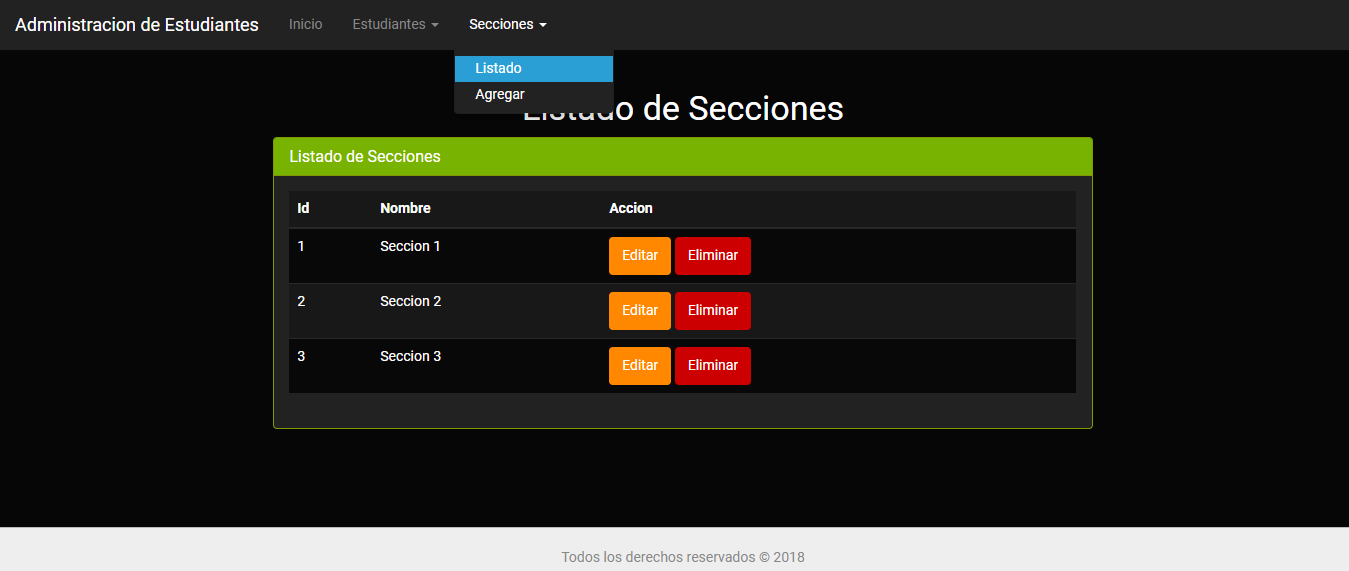 Administracion de Estudiantes Inicio Estudiantes Secciones
Listado
Agregar
Listado de Secciones
Listado de Secciones
Id Nombre Accion
1 Seccion 1 Editar Eliminar
2 Seccion 2 Editar Eliminar
3 Seccion 3 Editar Eliminar
Todos los derechos reservados © 2018